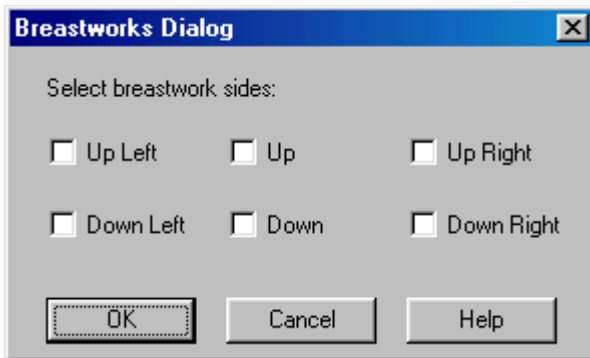 Breastworks Dialog
Select breastwork sides:
Up Left Up Up Right
Down Left Down Down Right
OK Cancel Help